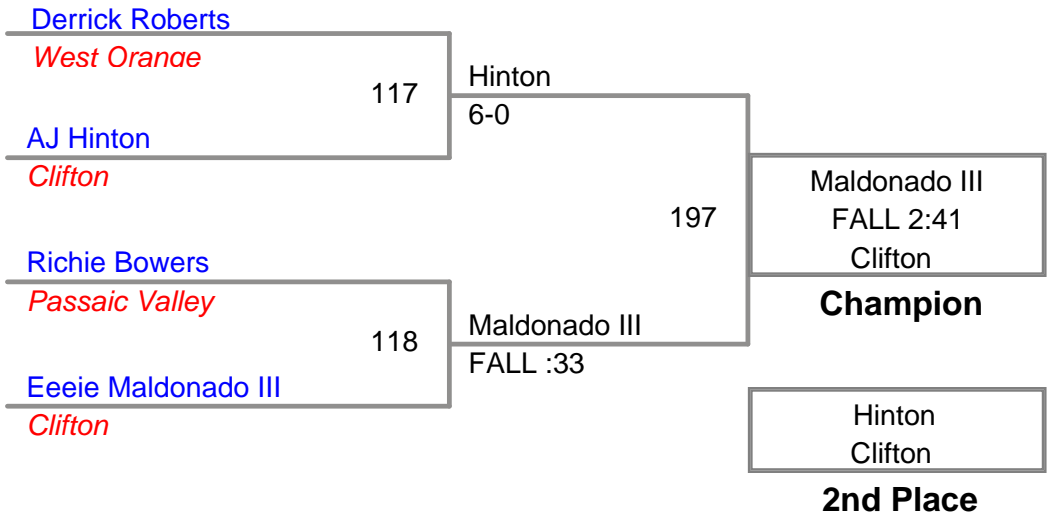 Derrick Roberts
West Orange
117
Hinton
6-0
AJ Hinton
Clifton
197
Maldonado III
FALL 2:41
Clifton
Champion
Richie Bowers
Passaic Valley
118
Maldonado III
FALL :33
Eeeie Maldonado III
Clifton
Hinton
Clifton
2nd Place